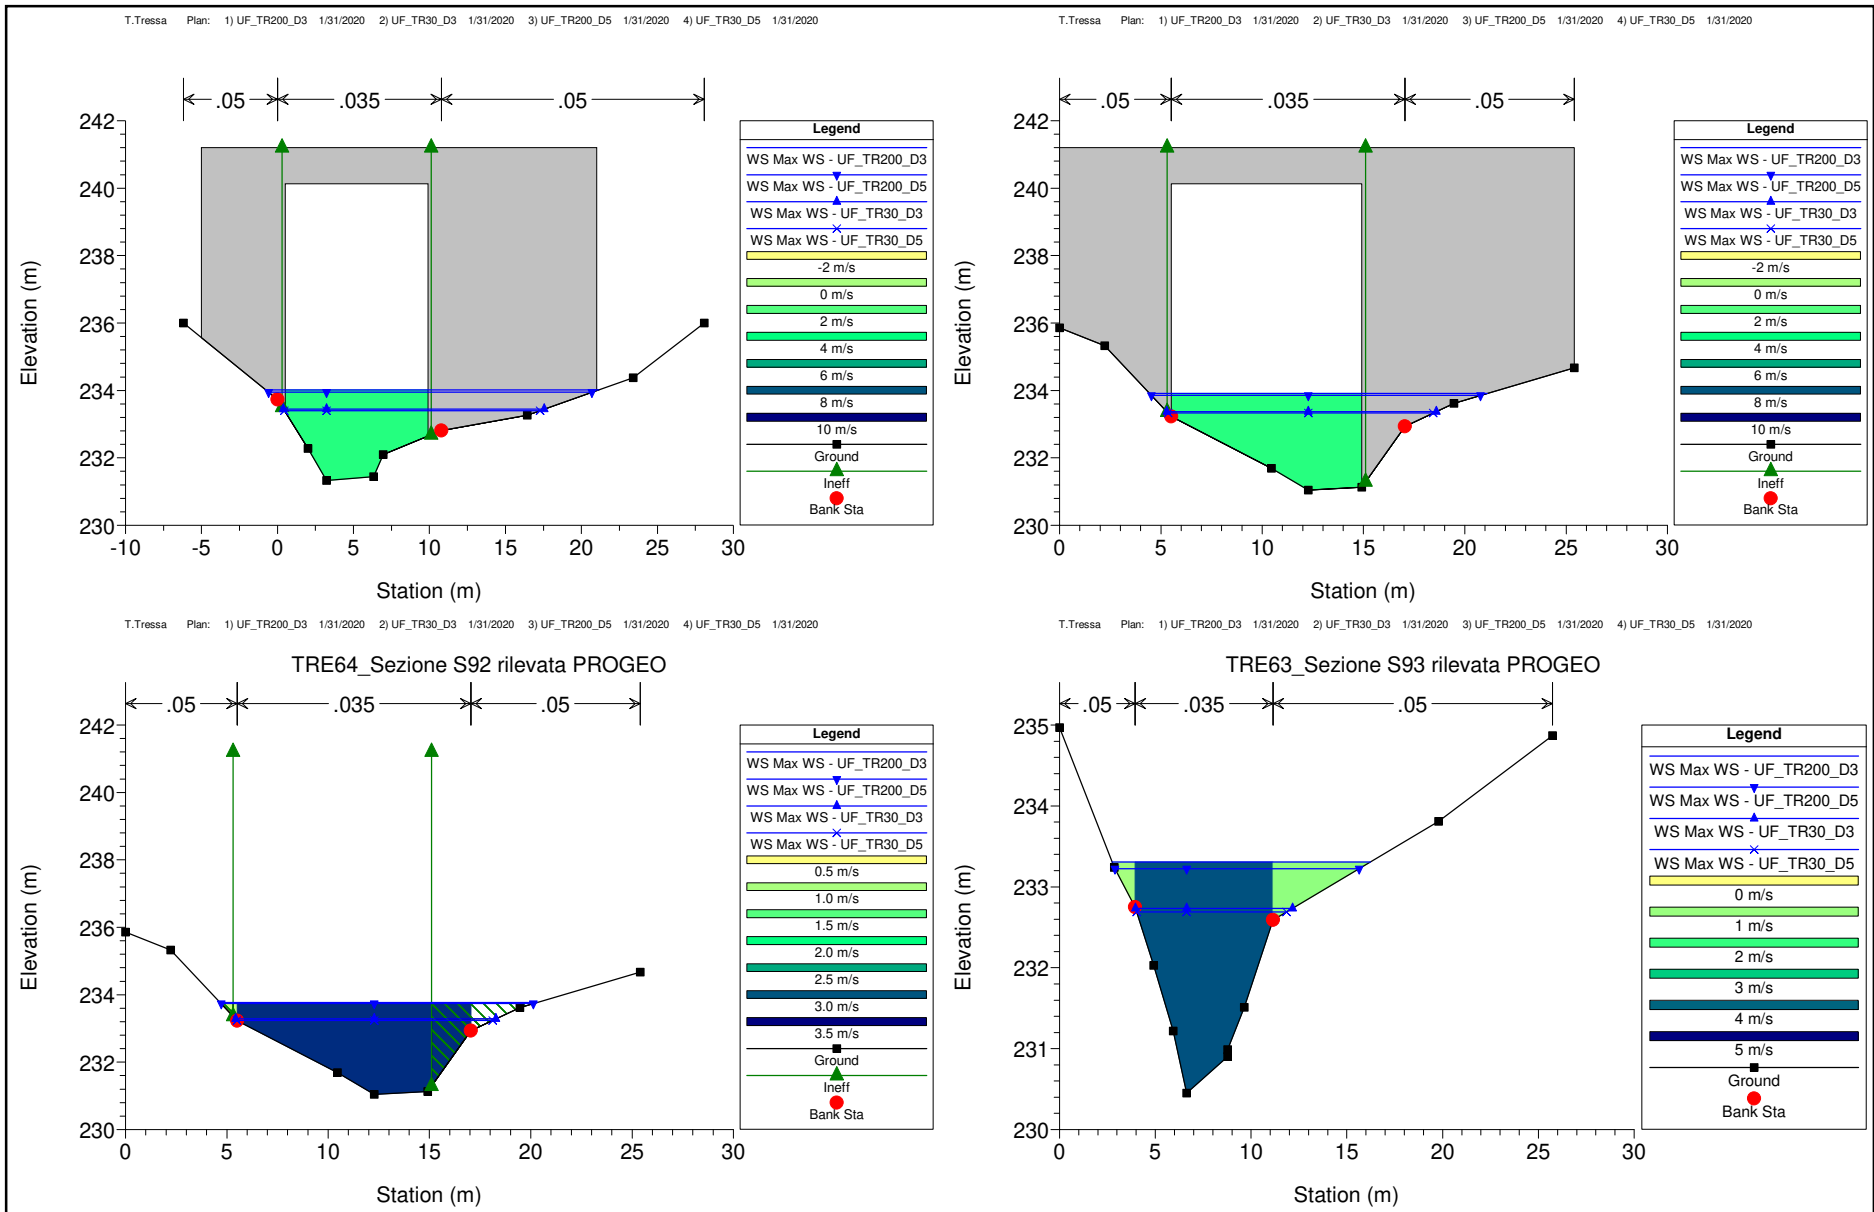 T.Tressa Plan: 1) UF_TR200_D3 1/31/2020 2) UF_TR30_D3 1/31/2020 3) UF_TR200_D5 1/31/2020 4) UF_TR30_D5 1/31/2020
.05 .035 .05
242
240
238
236
234
232
230
Elevation (m)
-10 -5 0 5 10 15 20 25 30
Station (m)
Legend
WS Max WS - UF_TR200_D3
WS Max WS - UF_TR200_D5
WS Max WS - UF_TR30_D3
WS Max WS - UF_TR30_D5
-2 m/s
0 m/s
2 m/s
4 m/s
6 m/s
8 m/s
10 m/s
Ground
Ineff
Bank Sta
T.Tressa Plan: 1) UF_TR200_D3 1/31/2020 2) UF_TR30_D3 1/31/2020 3) UF_TR200_D5 1/31/2020 4) UF_TR30_D5 1/31/2020
.05 .035 .05
242
240
238
236
234
232
230
Elevation (m)
0 5 10 15 20 25 30
Station (m)
Legend
WS Max WS - UF_TR200_D3
WS Max WS - UF_TR200_D5
WS Max WS - UF_TR30_D3
WS Max WS - UF_TR30_D5
-2 m/s
0 m/s
2 m/s
4 m/s
6 m/s
8 m/s
10 m/s
Ground
Ineff
Bank Sta
T.Tressa Plan: 1) UF_TR200_D3 1/31/2020 2) UF_TR30_D3 1/31/2020 3) UF_TR200_D5 1/31/2020 4) UF_TR30_D5 1/31/2020
TRE64_Sezione S92 rilevata PROGEO
.05 .035 .05
242
240
238
236
234
232
230
Elevation (m)
0 5 10 15 20 25 30
Station (m)
Legend
WS Max WS - UF_TR200_D3
WS Max WS - UF_TR200_D5
WS Max WS - UF_TR30_D3
WS Max WS - UF_TR30_D5
0.5 m/s
1.0 m/s
1.5 m/s
2.0 m/s
2.5 m/s
3.0 m/s
3.5 m/s
Ground
Ineff
Bank Sta
T.Tressa Plan: 1) UF_TR200_D3 1/31/2020 2) UF_TR30_D3 1/31/2020 3) UF_TR200_D5 1/31/2020 4) UF_TR30_D5 1/31/2020
TRE63_Sezione S93 rilevata PROGEO
.05 .035 .05
235
234
233
232
231
230
Elevation (m)
0 5 10 15 20 25 30
Station (m)
Legend
WS Max WS - UF_TR200_D3
WS Max WS - UF_TR200_D5
WS Max WS - UF_TR30_D3
WS Max WS - UF_TR30_D5
0 m/s
1 m/s
2 m/s
3 m/s
4 m/s
5 m/s
Ground
Bank Sta